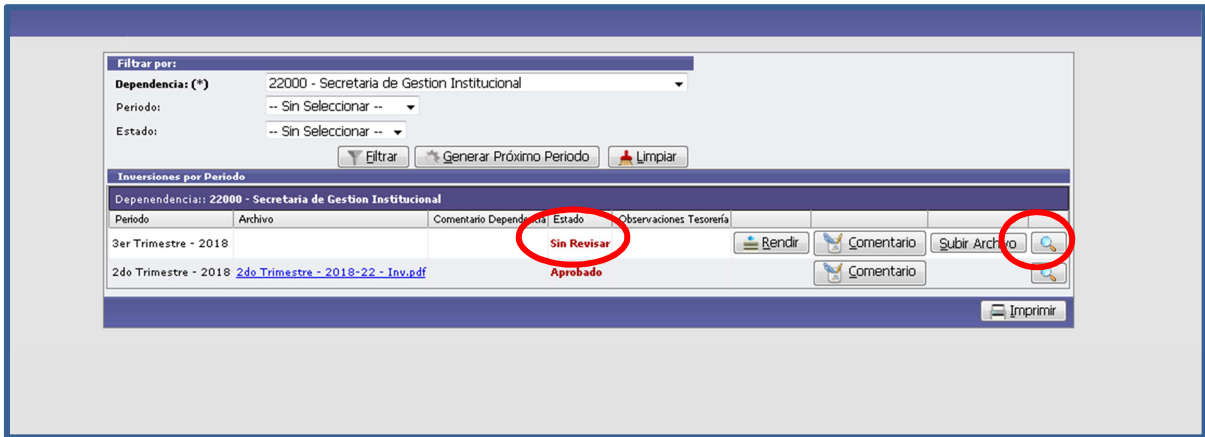 Filtrar por:
Dependencia: (*) 22000 - Secretaria de Gestion Institucional
Periodo: -- Sin Seleccionar --
Estado: -- Sin Seleccionar --
Filtrar Generar Próximo Periodo Limpiar
Inversiones por Periodo
Depenendencia:: 22000 - Secretaria de Gestion Institucional
Periodo Archivo Comentario Dependencia Estado Observaciones Tesorería
3er Trimestre - 2018 Sin Revisar Rendir Comentario Subir Archivo
2do Trimestre - 2018 2do Trimestre - 2018-22 - Inv.pdf Aprobado Comentario
Imprimir